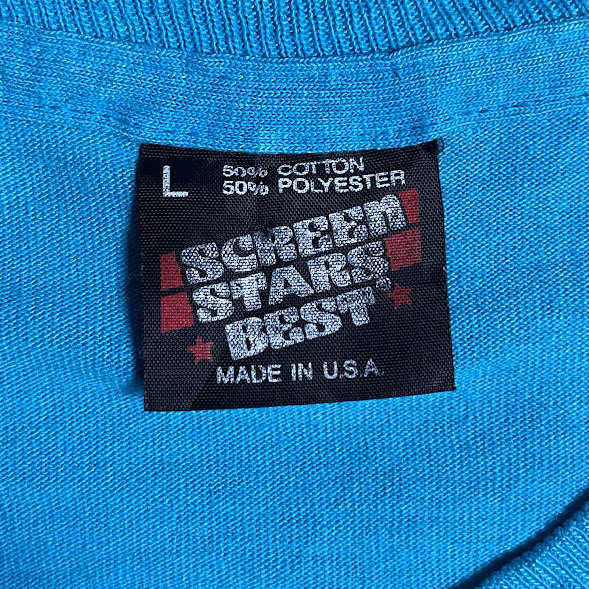 L
50% COTTON
50% POLYESTER
SCREEN
STARS
BEST®
MADE IN U.S.A.